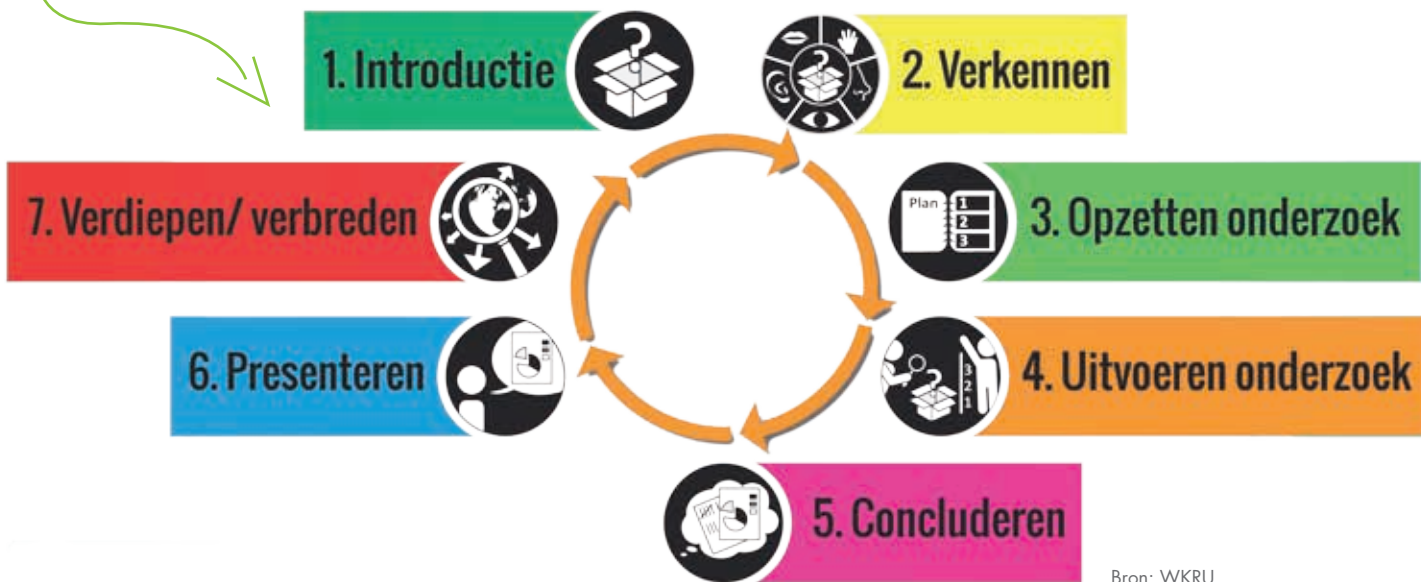 1. Introductie
2. Verkennen
3. Opzetten onderzoek
Plan
1
2
3
4. Uitvoeren onderzoek
3
2
1
5. Concluderen
6. Presenteren
7. Verdiepen/ verbreden
Bron: WKRU